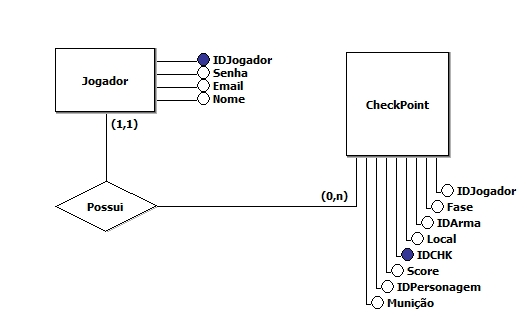 IDJogador
Senha
Jogador
Email
Nome
CheckPoint
(1,1)
(0,n)
IDJogador
Possui
Fase
IDArma
Local
IDCHK
Score
IDPersonagem
Munição